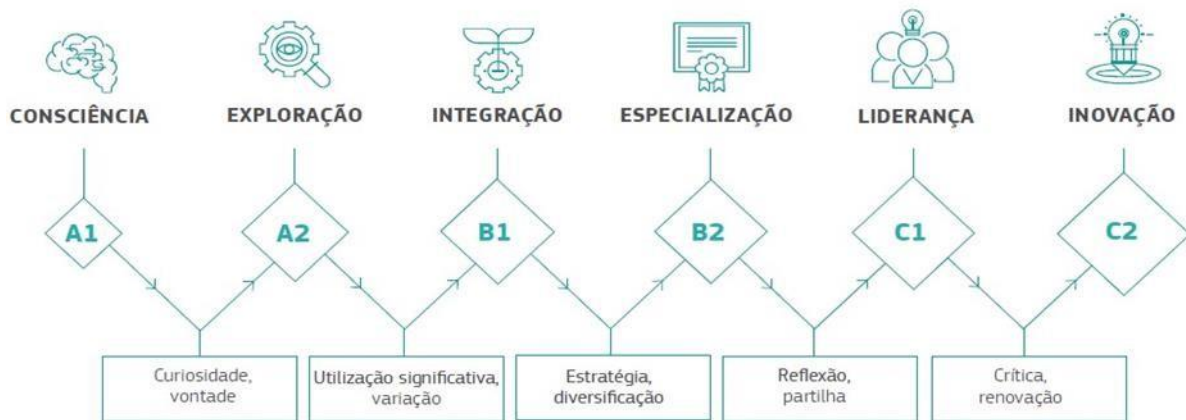 CONSCIÊNCIA
EXPLORAÇÃO
INTEGRAÇÃO
ESPECIALIZAÇÃO
LIDERANÇA
INOVAÇÃO
A1
A2
B1
B2
C1
C2
Curiosidade,
vontade
Utilização significativa,
variação
Estratégia,
diversificação
Reflexão,
partilha
Crítica,
renovação